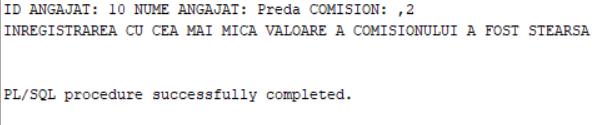 ID ANGAJAT: 10 NUME ANGAJAT: Preda COMISION: ,2
INREGISTRAREA CU CEA MAI MICA VALOARE A COMISIONULUI A FOST STEARSA
PL/SQL procedure successfully completed.